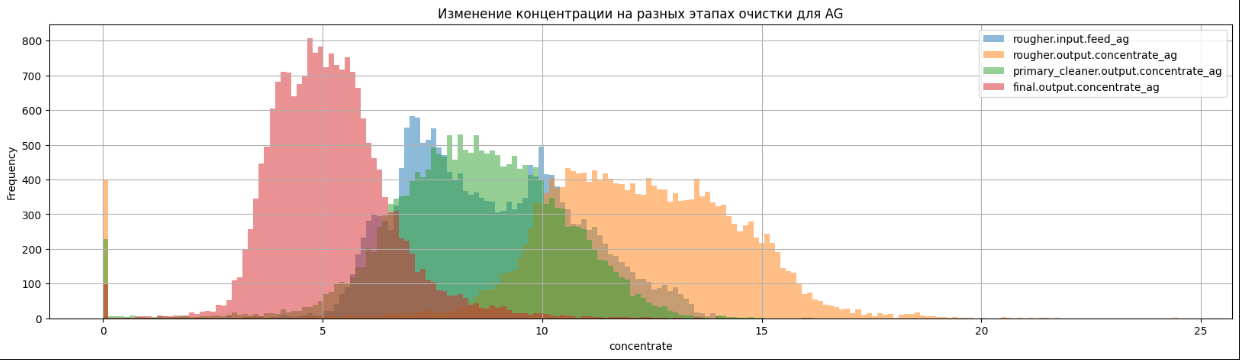 Изменение концентрации на разных этапах очистки для AG
rougher.input.feed_ag
rougher.output.concentrate_ag
primary_cleaner.output.concentrate_ag
final.output.concentrate_ag
Frequency
800
700
600
500
400
300
200
100
0
0 5 10 15 20 25
concentrate